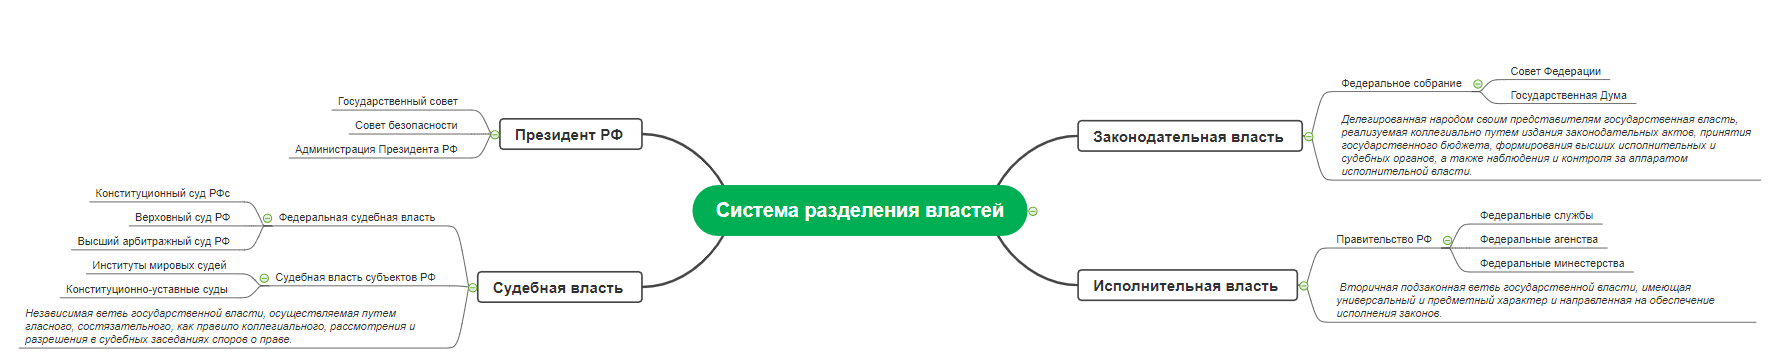 Система разделения властей
Президент РФ
Государственный совет
Совет безопасности
Администрация Президента РФ
Судебная власть
Федеральная судебная власть
Конституционный суд РФс
Верховный суд РФ
Высший арбитражный суд РФ
Судебная власть субъектов РФ
Институты мировых судей
Конституционно-уставные суды
Независимая ветвь государственной власти, осуществляемая путем
гласного, состязательного, как правило коллегиального, рассмотрения и
разрешения в судебных заседаниях споров о праве.
Законодательная власть
Федеральное собрание
Совет Федерации
Государственная Дума
Делегированная народом своим представителям государственная власть,
реализуемая коллегиально путем издания законодательных актов, принятия
государственного бюджета, формирования высших исполнительных и
судебных органов, а также наблюдения и контроля за аппаратом
исполнительной власти.
Исполнительная власть
Правительство РФ
Федеральные службы
Федеральные агенства
Федеральные минестерства
Вторичная подзаконная ветвь государственной власти, имеющая
универсальный и предметный характер и направленная на обеспечение
исполнения законов.